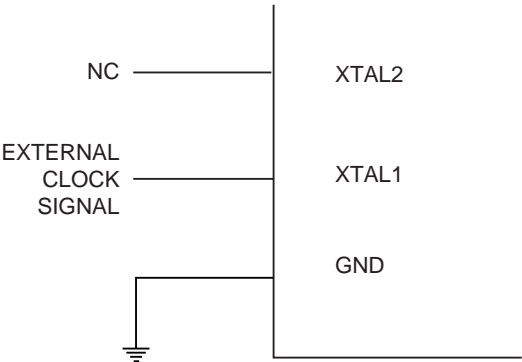 NC
XTAL2
EXTERNAL
CLOCK
SIGNAL
XTAL1
GND